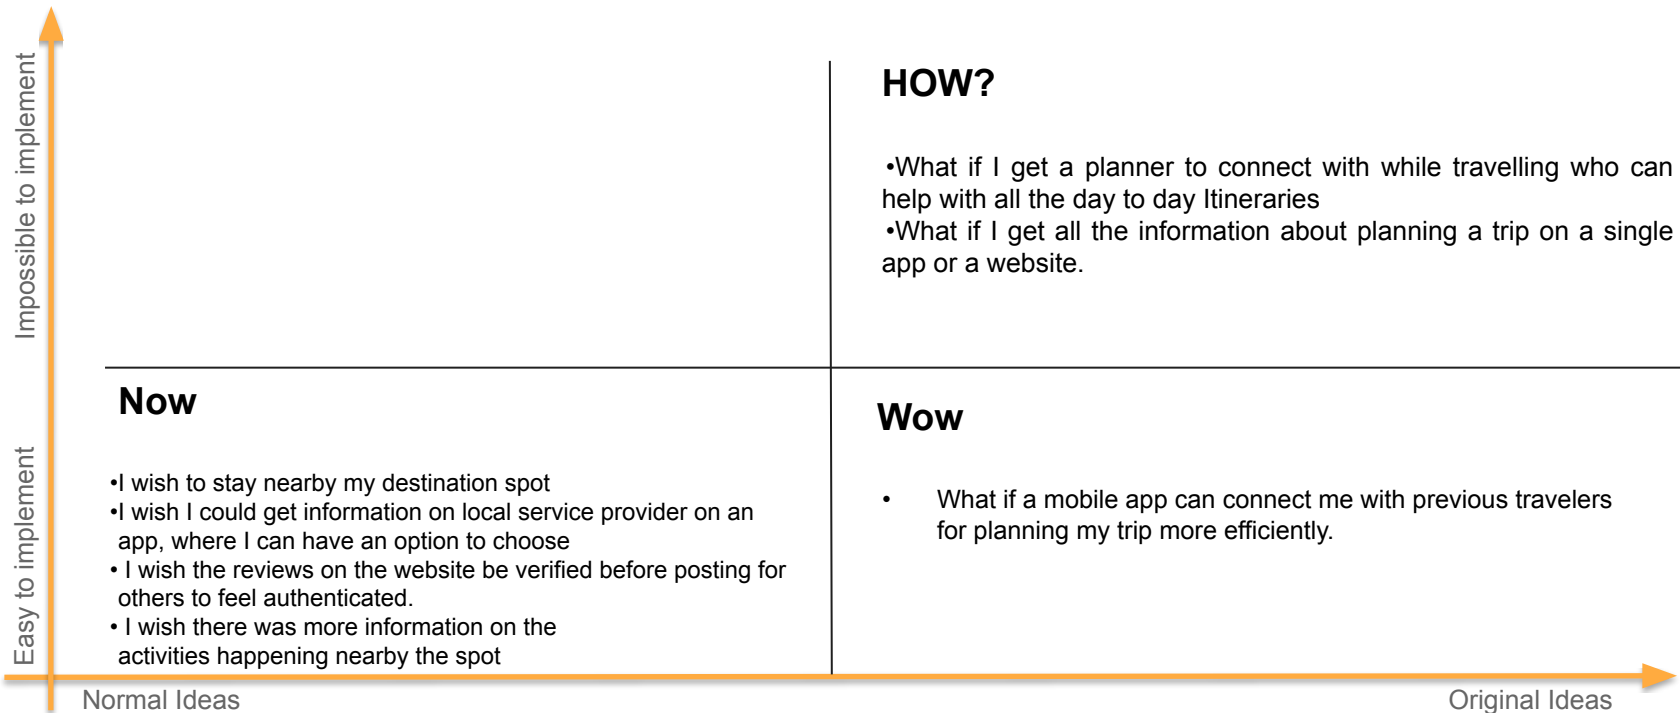 Impossible to implement
HOW?
•What if I get a planner to connect with while travelling who can
help with all the day to day Itineraries
•What if I get all the information about planning a trip on a single
app or a website.
Easy to implement
Now
•I wish to stay nearby my destination spot
•I wish I could get information on local service provider on an
app, where I can have an option to choose
• I wish the reviews on the website be verified before posting for
others to feel authenticated.
• I wish there was more information on the
activities happening nearby the spot
Wow
• What if a mobile app can connect me with previous travelers
for planning my trip more efficiently.
Normal Ideas
Original Ideas